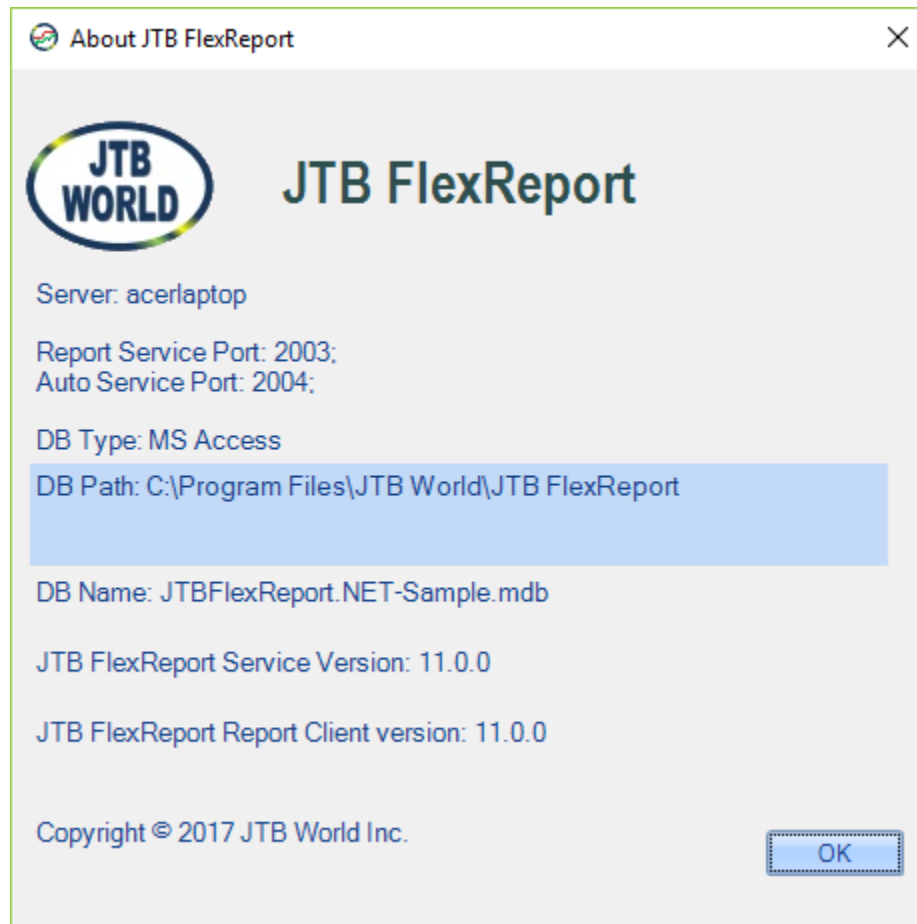 About JTB FlexReport
JTB
WORLD
JTB FlexReport
Server: acerlaptop
Report Service Port: 2003;
Auto Service Port: 2004;
DB Type: MS Access
DB Path: C:\Program Files\JTB World\JTB FlexReport
DB Name: JTBFlexReport.NET-Sample.mdb
JTB FlexReport Service Version: 11.0.0
JTB FlexReport Report Client version: 11.0.0
Copyright © 2017 JTB World Inc.
OK